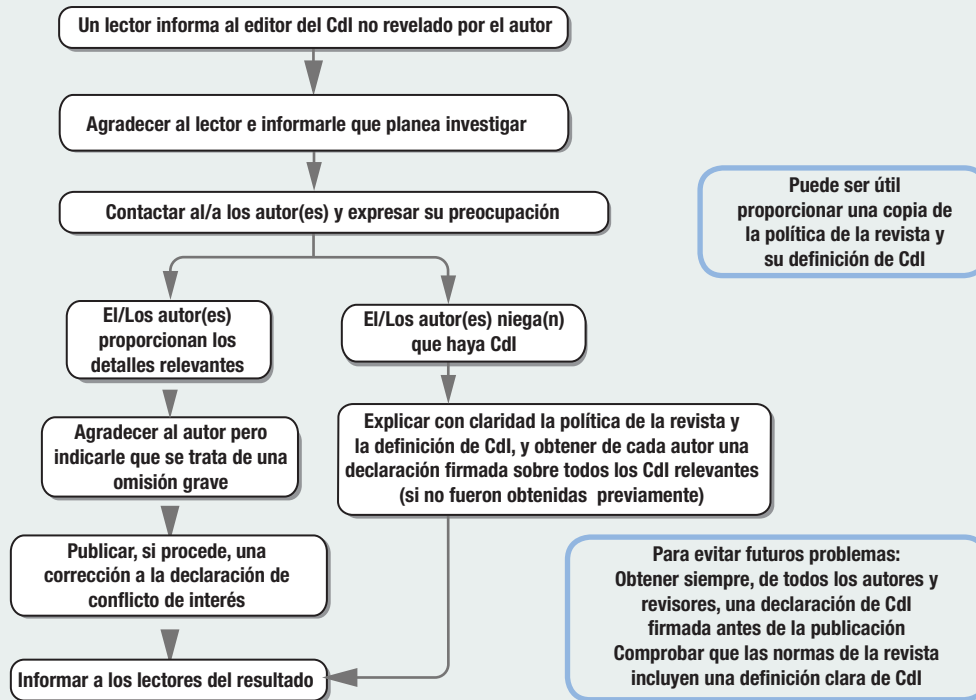 Un lector informa al editor del CdI no revelado por el autor
Agradecer al lector e informarle que planea investigar
Contactar al/a los autor(es) y expresar su preocupación
Puede ser útil
proporcionar una copia de
la política de la revista y
su definición de CdI
El/Los autor(es)
proporcionan los
detalles relevantes
El/Los autor(es) niega(n)
que haya CdI
Agradecer al autor pero
indicarle que se trata de una
omisión grave
Explicar con claridad la política de la revista y
la definición de CdI, y obtener de cada autor una
declaración firmada sobre todos los CdI relevantes
(si no fueron obtenidas previamente)
Publicar, si procede, una
corrección a la declaración de
conflicto de interés
Informar a los lectores del resultado
Para evitar futuros problemas:
Obtener siempre, de todos los autores y
revisores, una declaración de CdI
firmada antes de la publicación
Comprobar que las normas de la revista
incluyen una definición clara de CdI